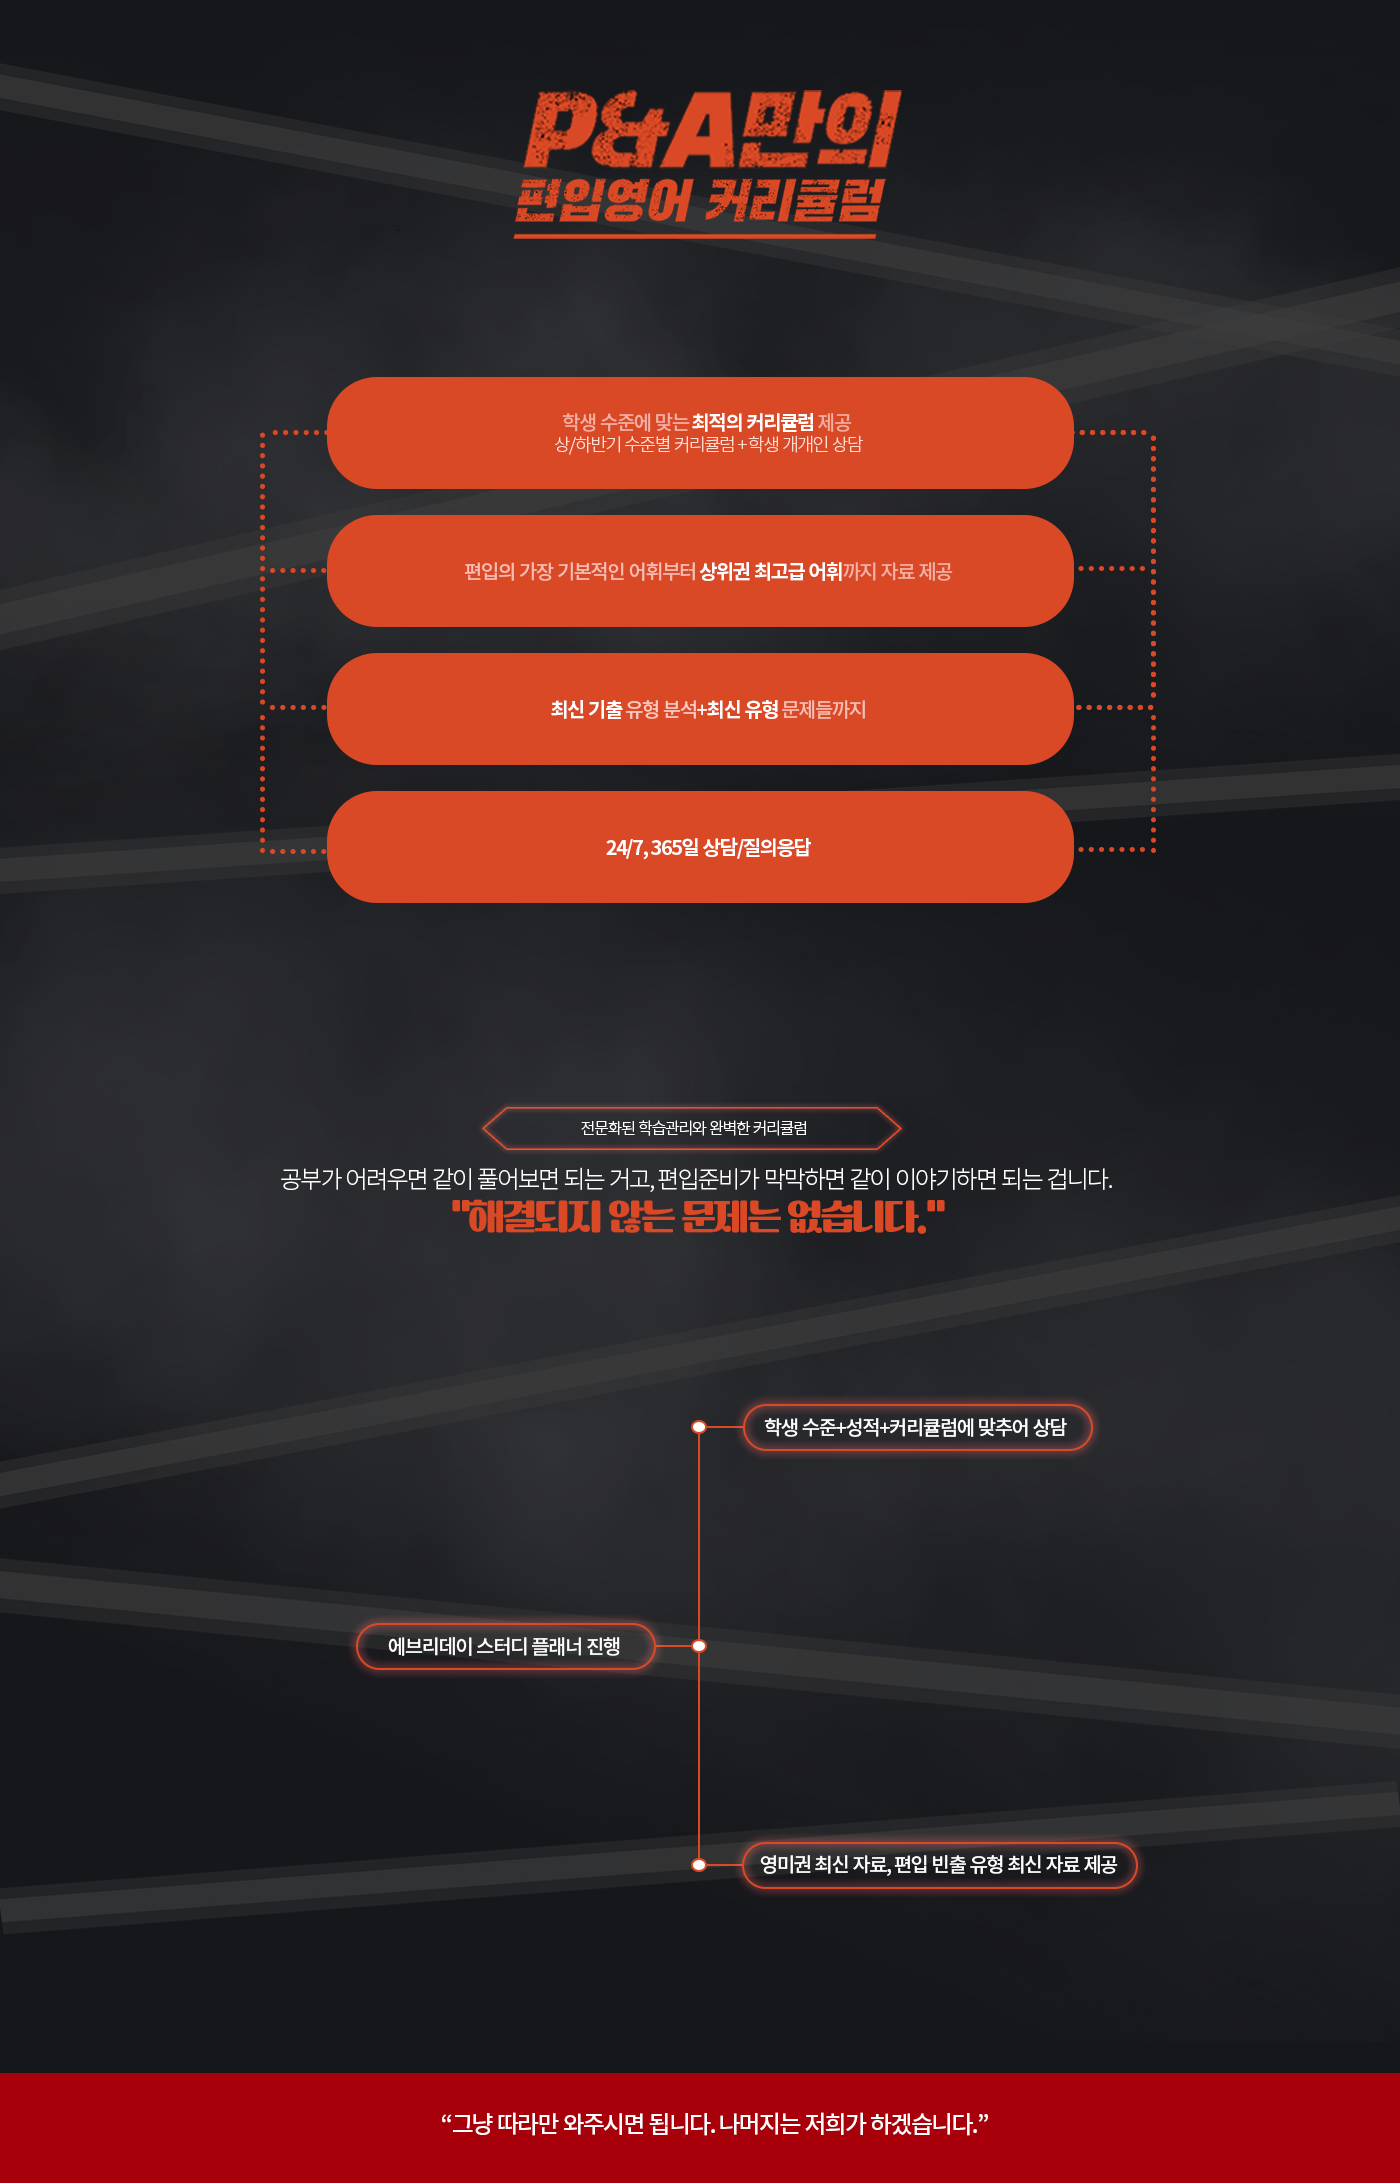 P&A만의
편입영어 커리큘럼
학생 수준에 맞는 최적의 커리큘럼 제공
상/하반기 수준별 커리큘럼+학생 개개인 상담
편입의 가장 기본적인 어휘부터 상위권 최고급 어휘까지 자료 제공
최신 기출 유형 분석+최신 유형 문제들까지
24/7, 365일 상담/질의응답
전문화된 학습관리와 완벽한 커리큘럼
공부가 어려우면 같이 풀어보면 되는 거고, 편입준비가 막막하면 같이 이야기하면 되는 겁니다.
"해결되지 않는 문제는 없습니다."
학생 수준+성적+커리큘럼에 맞추어 상담
에브리데이 스터디 플래너 진행
영미권 최신 자료, 편입 빈출 유형 최신 자료 제공
“그냥 따라만 와주시면 됩니다. 나머지는 저희가 하겠습니다.”